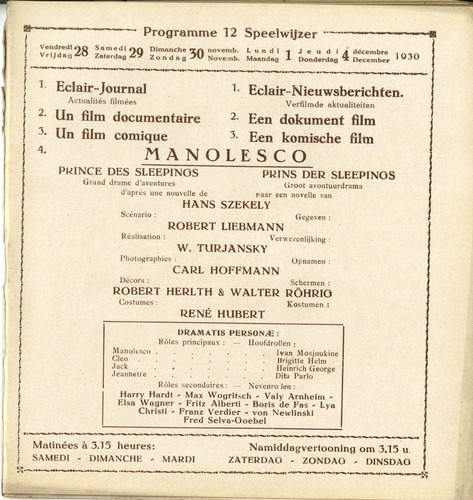 Programme 12 Speelwijzer
Vendredi Vrijdag 28 Samedi Zaterdag 29 Dimanche Zondag 30 novemb. Novemb. Lundi Maandag 1 Jeudi Donderdag 4 décembre December 1930
1. Eclair-Journal 1. Eclair-Nieuwsberichten.
Actualités filmées Verfilmde aktualiteiten
2. Un film documentaire 2. Een dokument film
3. Un film comique 3. Een komische film
4. MANOLESCO
PRINCE DES SLEEPINGS PRINS DER SLEEPINGS
Grand drame d'aventures Groot avontuurdrama
d'après une nouvelle de naar een novelle van
HANS SZEKELY
Scénario : Gegeven :
ROBERT LIEBMANN
Réalisation : Verwezenlijking :
W. TURJANSKY
Photographies : Opnamen :
CARL HOFFMANN
Décors : Schermen :
ROBERT HERLTH & WALTER RÖHRIG
Costumes : Kostumen :
RENÉ HUBERT
DRAMATIS PERSONÆ :
Rôles principaux : — Hoofdrollen :
Manolesco . . . . . . . Ivan Mosjoukine
Cleo . . . . . . . Brigitte Helm
Jack . . . . . . . Heinrich George
Jeannette . . . . . . . Dita Parlo
Rôles secondaires : — Nevenrollen :
Harry Hardt - Max Wogritsch - Valy Arnheim -
Elsa Wagner - Fritz Alberti - Boris de Fas - Lya
Christi - Franz Verdier - von Newlinski
Fred Selva-Goebel
Matinées à 3.15 heures: Namiddagvertooning om 3.15 u.
SAMEDI - DIMANCHE - MARDI ZATERDAG - ZONDAG - DINSDAG